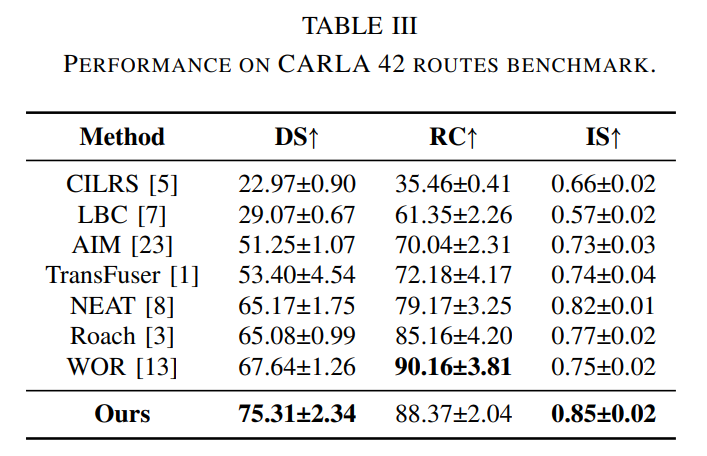 TABLE III
PERFORMANCE ON CARLA 42 ROUTES BENCHMARK.
Method DS↑ RC↑ IS↑
CILRS [5] 22.97±0.90 35.46±0.41 0.66±0.02
LBC [7] 29.07±0.67 61.35±2.26 0.57±0.02
AIM [23] 51.25±1.07 70.04±2.31 0.73±0.03
TransFuser [1] 53.40±4.54 72.18±4.17 0.74±0.04
NEAT [8] 65.17±1.75 79.17±3.25 0.82±0.01
Roach [3] 65.08±0.99 85.16±4.20 0.77±0.02
WOR [13] 67.64±1.26 90.16±3.81 0.75±0.02
Ours 75.31±2.34 88.37±2.04 0.85±0.02